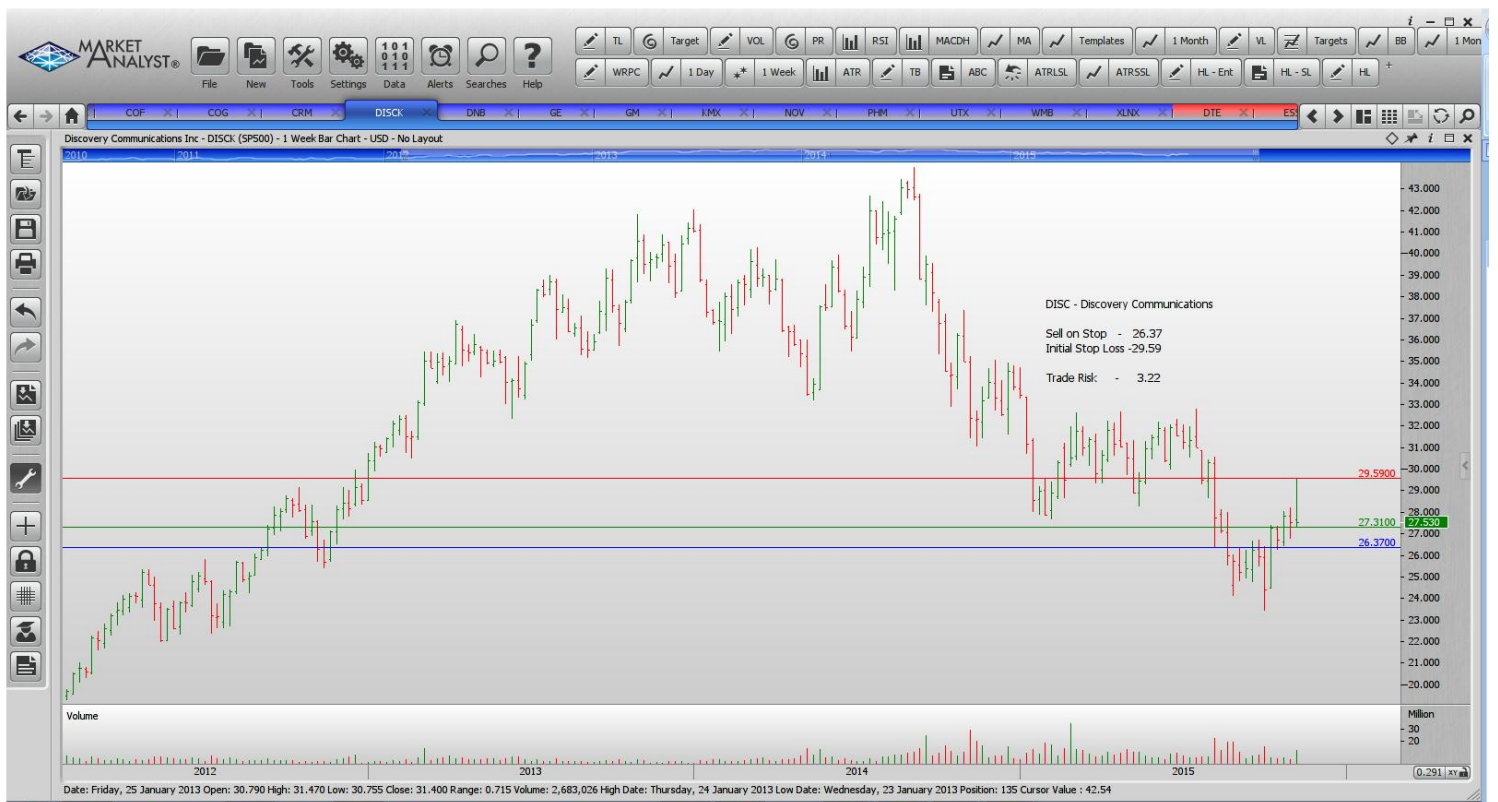 i
MARKET ANALYST®
File New Tools Settings Data Alerts Searches Help
101
010
111
TL Target VOL PR RSI MACDH MA Templates 1 Month VL Targets BB 1 Mon
WRPC 1 Day 1 Week ATR TB ABC ATRLSL ATRSSL HL - Ent HL - SL HL +
COF COG CRM DISCK DNB GE GM KMX NOV PHM UTX WMB XLNX DTE ES
Discovery Communications Inc - DISCK (SP500) - 1 Week Bar Chart - USD - No Layout
2010 2011 2012 2013 2014 2015
43.000
42.000
41.000
40.000
39.000
38.000
37.000
36.000
35.000
34.000
33.000
32.000
31.000
30.000
29.000
28.000
27.000
26.000
25.000
24.000
23.000
22.000
21.000
20.000
DISC - Discovery Communications
Sell on Stop - 26.37
Initial Stop Loss -29.59
Trade Risk - 3.22
29.5900
27.3100 27.530
26.3700
Volume
Million
30
20
2012 2013 2014 2015
0.291 XY
Date: Friday, 25 January 2013 Open: 30.790 High: 31.470 Low: 30.755 Close: 31.400 Range: 0.715 Volume: 2,683,026 High Date: Thursday, 24 January 2013 Low Date: Wednesday, 23 January 2013 Position: 135 Cursor Value : 42.54